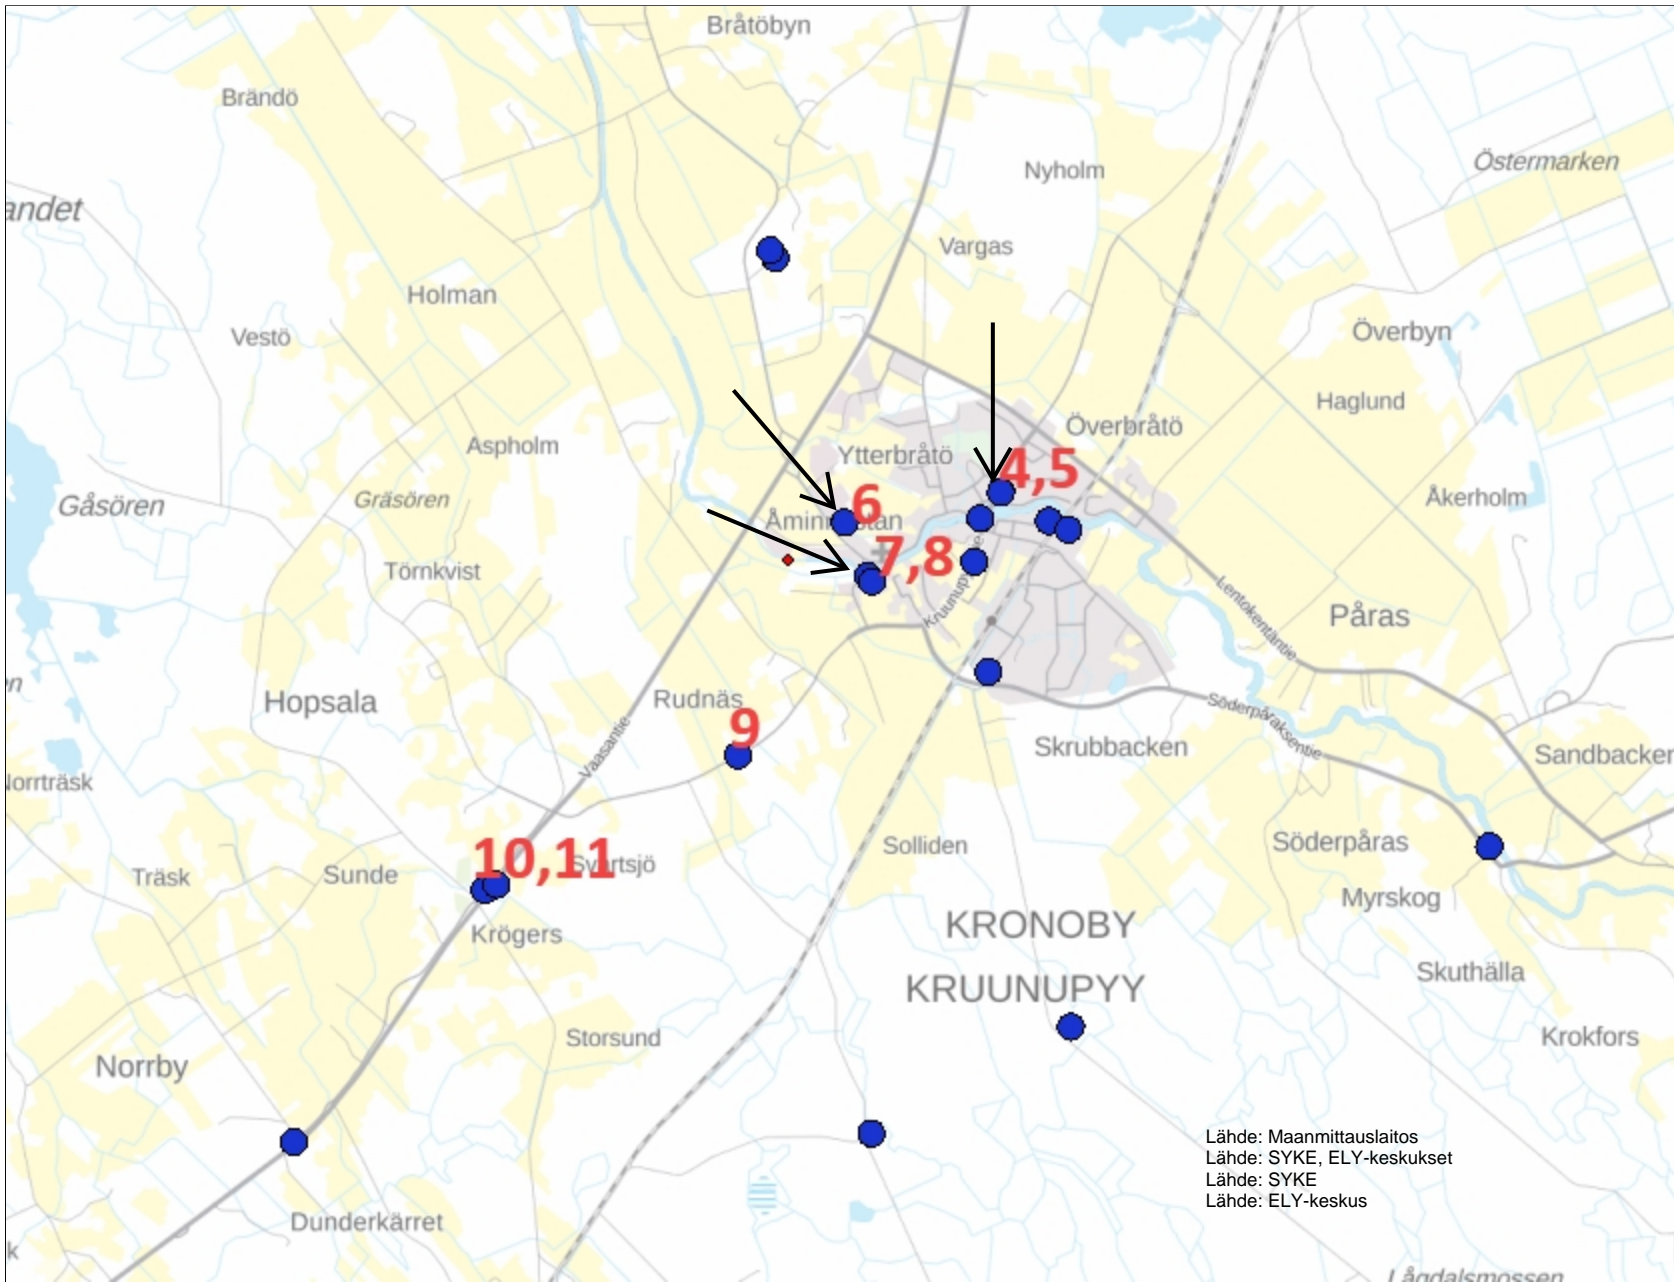 Bråtöbyn
Brändö
Nyholm
Östermarken
andet
Vargas
Holman
Vestö
Överbyn
Haglund
Överbråtö
Aspholm
Ytterbråtö
4,5
Gåsören
Gräsören
6
Åkerholm
7,8
Törnkvist
Kruunupy
e
Lentokentäntie
Påras
Hopsala
Rudnäs
9
Söderpåraksentie
Vaasantie
Skrubbacken
Sandbacken
Norrträsk
10,11
Svartsjö
Solliden
Söderpåras
Träsk
Sunde
Myrskog
Krögers
KRONOBY
KRUUNUPYY
Skuthälla
Storsund
Krokfors
Norrby
Lähde: Maanmittauslaitos
Lähde: SYKE, ELY-keskukset
Lähde: SYKE
Lähde: ELY-keskus
Dunderkärret
k
Lågdalsmossen